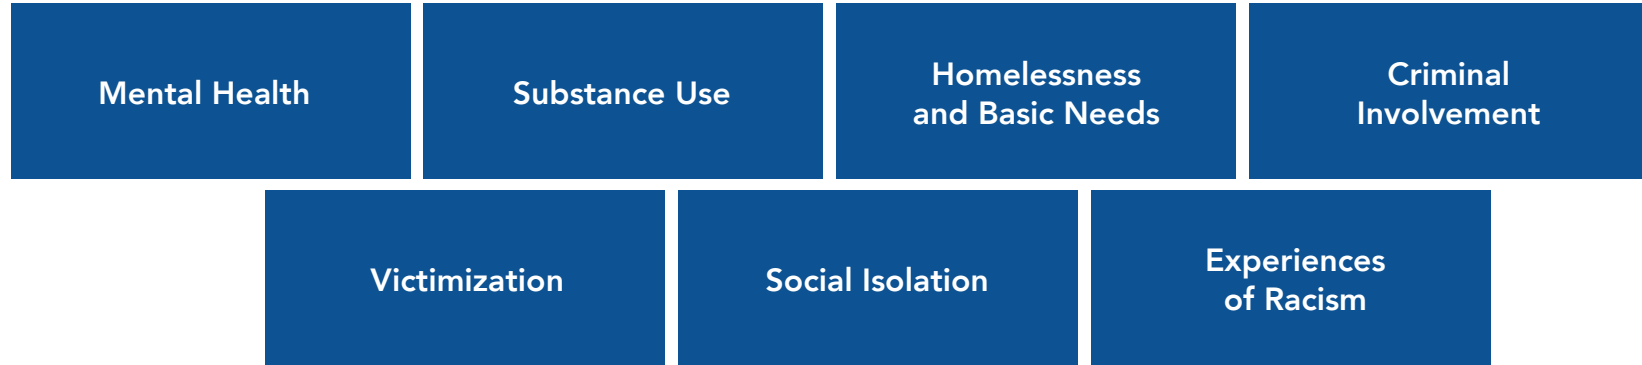 Mental Health
Substance Use
Homelessness
and Basic Needs
Criminal
Involvement
Victimization
Social Isolation
Experiences
of Racism